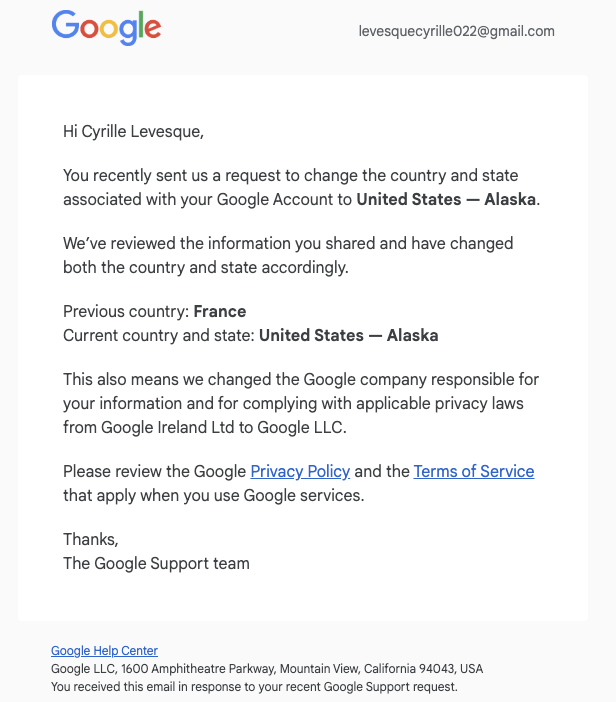 Google
levesquecyrille022@gmail.com
Hi Cyrille Levesque,
You recently sent us a request to change the country and state
associated with your Google Account to United States — Alaska.
We’ve reviewed the information you shared and have changed
both the country and state accordingly.
Previous country: France
Current country and state: United States — Alaska
This also means we changed the Google company responsible for
your information and for complying with applicable privacy laws
from Google Ireland Ltd to Google LLC.
Please review the Google Privacy Policy and the Terms of Service
that apply when you use Google services.
Thanks,
The Google Support team
Google Help Center
Google LLC, 1600 Amphitheatre Parkway, Mountain View, California 94043, USA
You received this email in response to your recent Google Support request.